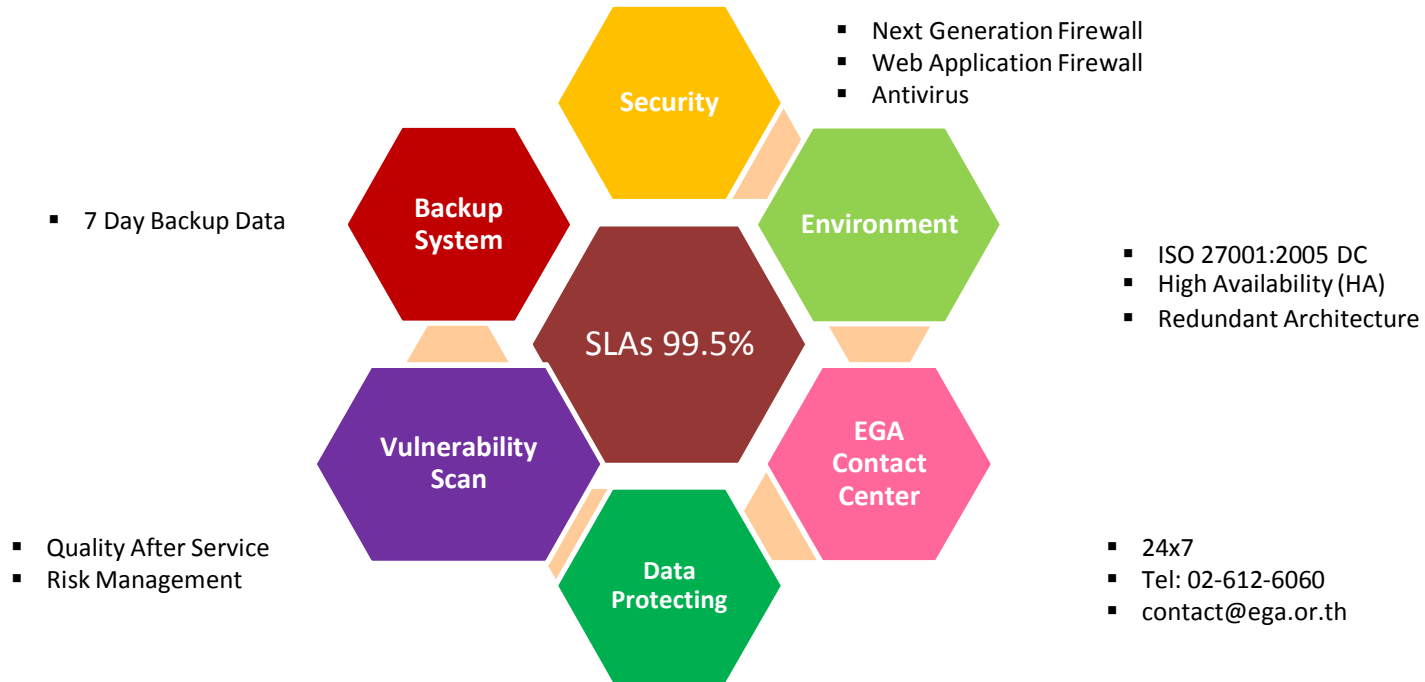 Security
▪ Next Generation Firewall
▪ Web Application Firewall
▪ Antivirus
Backup
System
▪ 7 Day Backup Data
Environment
▪ ISO 27001:2005 DC
▪ High Availability (HA)
▪ Redundant Architecture
SLAs 99.5%
Vulnerability
Scan
▪ Quality After Service
▪ Risk Management
EGA
Contact
Center
▪ 24x7
▪ Tel: 02-612-6060
▪ contact@ega.or.th
Data
Protecting